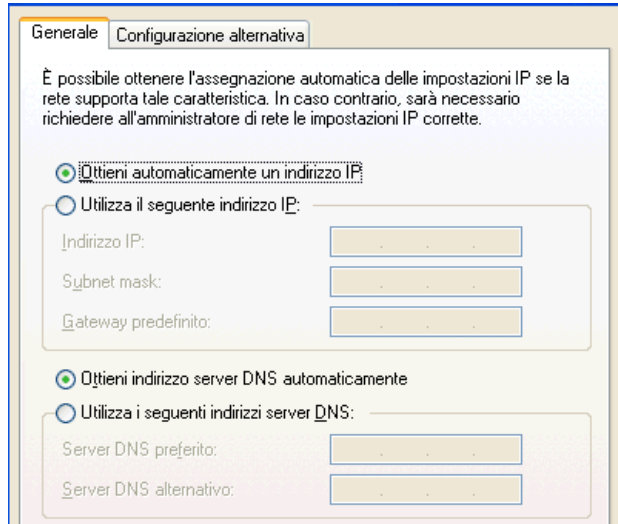 Generale
Configurazione alternativa
È possibile ottenere l'assegnazione automatica delle impostazioni IP se la
rete supporta tale caratteristica. In caso contrario, sarà necessario
richiedere all'amministratore di rete le impostazioni IP corrette.
Ottieni automaticamente un indirizzo IP
Utilizza il seguente indirizzo IP:
Indirizzo IP:
Subnet mask:
Gateway predefinito:
Ottieni indirizzo server DNS automaticamente
Utilizza i seguenti indirizzi server DNS:
Server DNS preferito:
Server DNS alternativo: